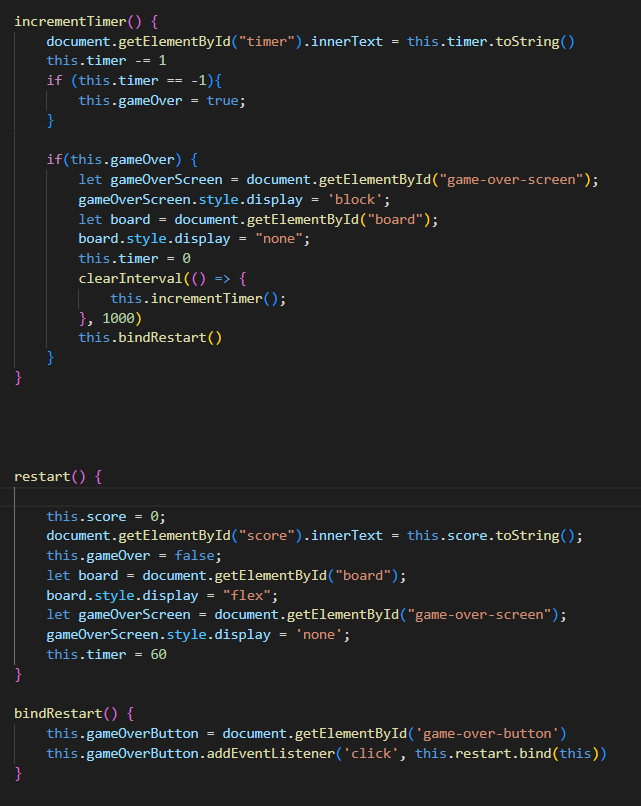 incrementTimer() {
    document.getElementById("timer").innerText = this.timer.toString()
    this.timer -= 1
    if (this.timer == -1){
        this.gameOver = true;
    }
    if(this.gameOver) {
        let gameOverScreen = document.getElementById("game-over-screen");
        gameOverScreen.style.display = 'block';
        let board = document.getElementById("board");
        board.style.display = "none";
        this.timer = 0
        clearInterval(() => {
            this.incrementTimer();
        }, 1000)
        this.bindRestart()
    }
}
restart() {
    this.score = 0;
    document.getElementById("score").innerText = this.score.toString();
    this.gameOver = false;
    let board = document.getElementById("board");
    board.style.display = "flex";
    let gameOverScreen = document.getElementById("game-over-screen");
    gameOverScreen.style.display = 'none';
    this.timer = 60
}
bindRestart() {
    this.gameOverButton = document.getElementById('game-over-button')
    this.gameOverButton.addEventListener('click', this.restart.bind(this))
}